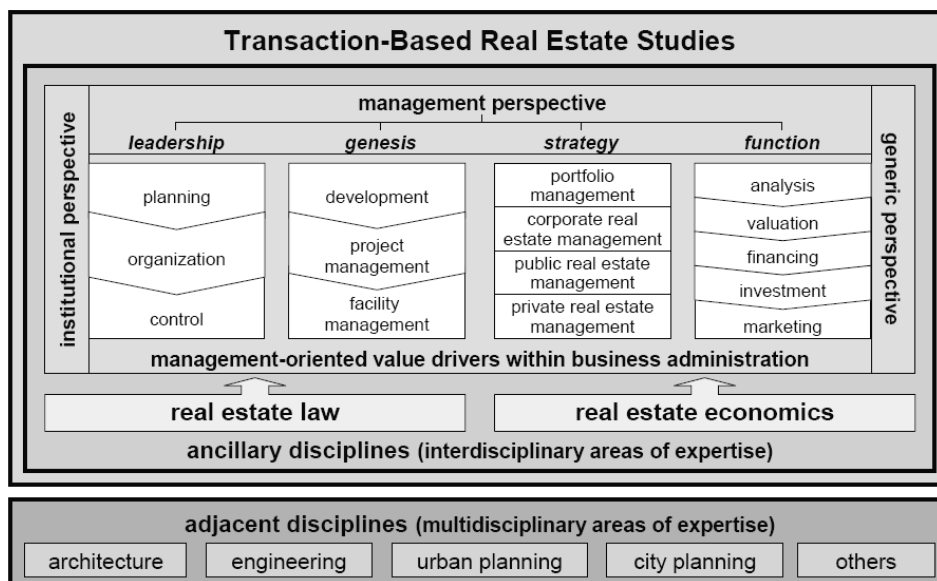 Transaction-Based Real Estate Studies
institutional perspective
management perspective
generic perspective
leadership
genesis
strategy
function
planning
organization
control
development
project
management
facility
management
portfolio
management
corporate real
estate management
public real estate
management
private real estate
management
analysis
valuation
financing
investment
marketing
management-oriented value drivers within business administration
real estate law
real estate economics
ancillary disciplines (interdisciplinary areas of expertise)
adjacent disciplines (multidisciplinary areas of expertise)
architecture
engineering
urban planning
city planning
others